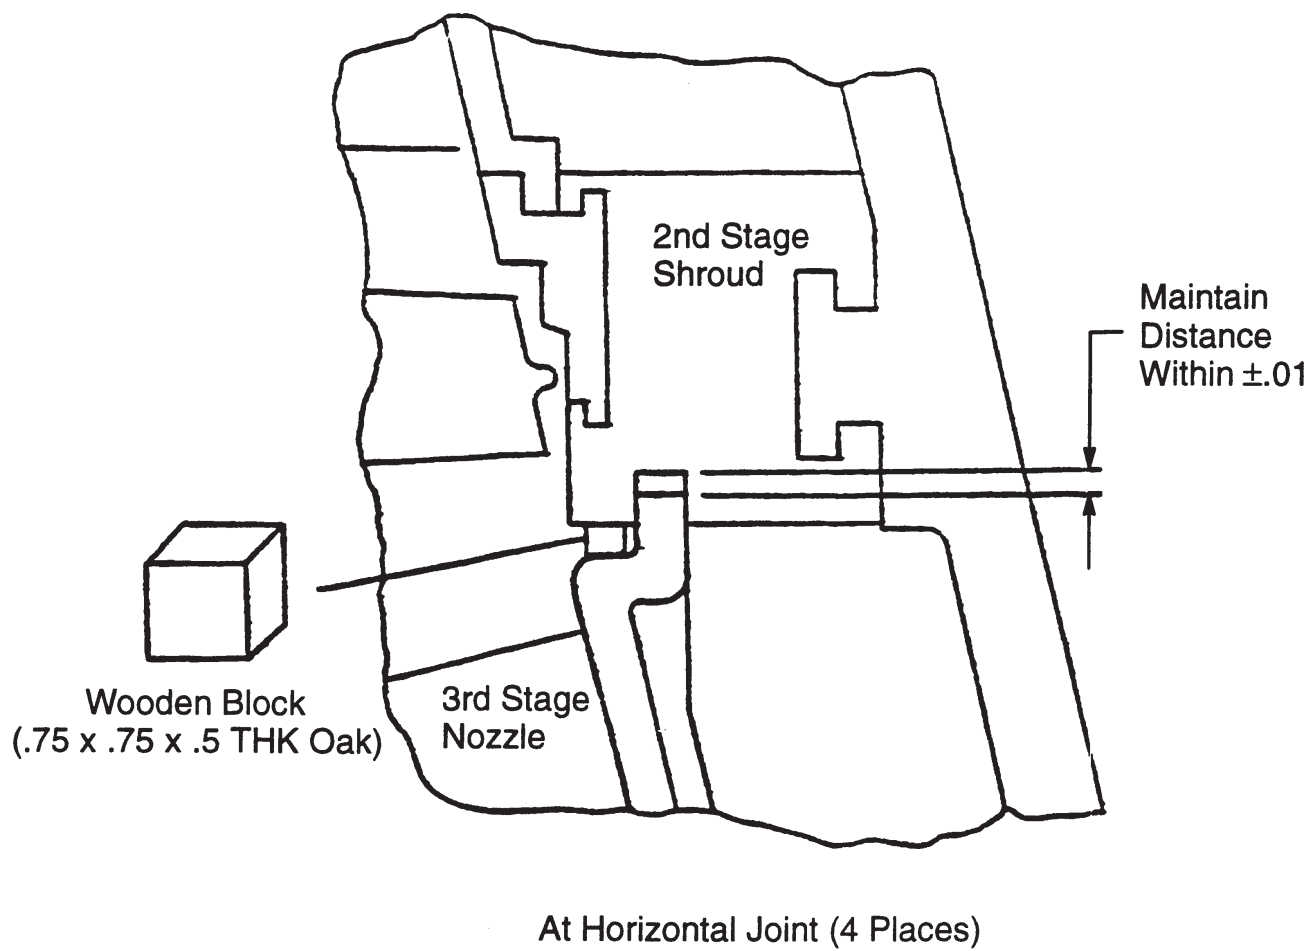 2nd Stage
Shroud
Maintain
Distance
Within ±.01
Wooden Block
(.75 x .75 x .5 THK Oak)
3rd Stage
Nozzle
At Horizontal Joint (4 Places)